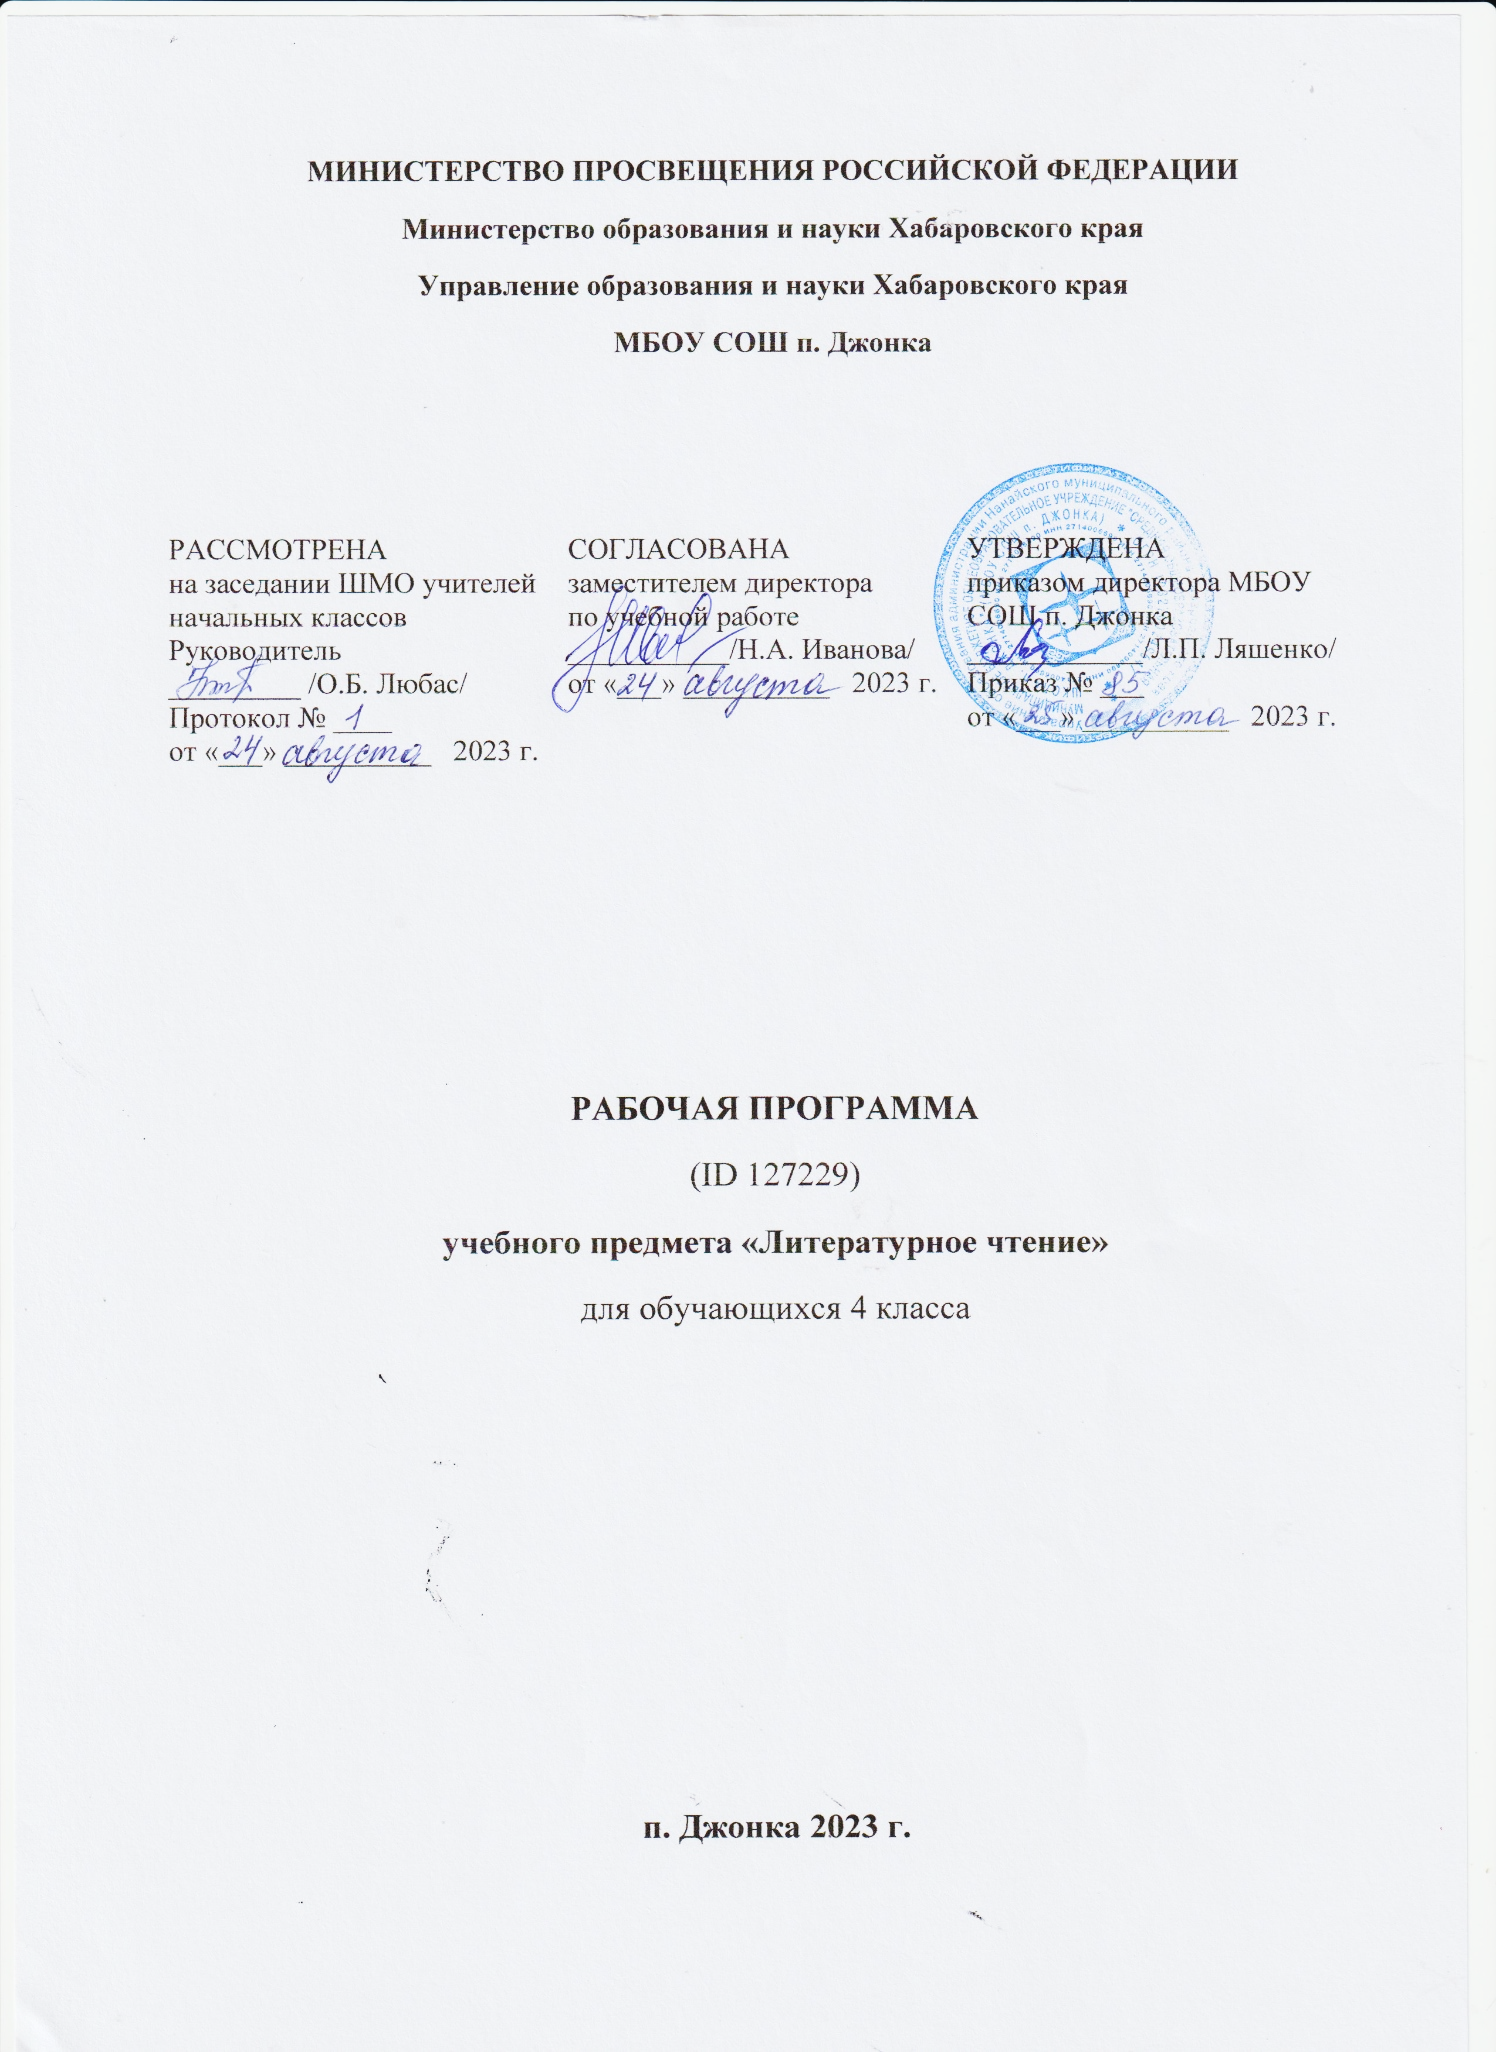 МИНИСТЕРСТВО ПРОСВЕЩЕНИЯ РОССИЙСКОЙ ФЕДЕРАЦИИ
Министерство образования и науки Хабаровского края
Управление образования и науки Хабаровского края
МБОУ СОШ п. Джонка
РАССМОТРЕНА
на заседании ШМО учителей
начальных классов
Руководитель
/О.Б. Любас/
Протокол № 1
от «24» августа 2023 г.
СОГЛАСОВАНА
заместителем директора
по учебной работе
/Н.А. Иванова/
от «24» августа 2023 г.
УТВЕРЖДЕНА
приказом директора МБОУ
СОШ п. Джонка
/Л.П. Ляшенко/
Приказ №
от « » августа 2023 г.
РАБОЧАЯ ПРОГРАММА
(ID 127229)
учебного предмета «Литературное чтение»
для обучающихся 4 класса
п. Джонка 2023 г.